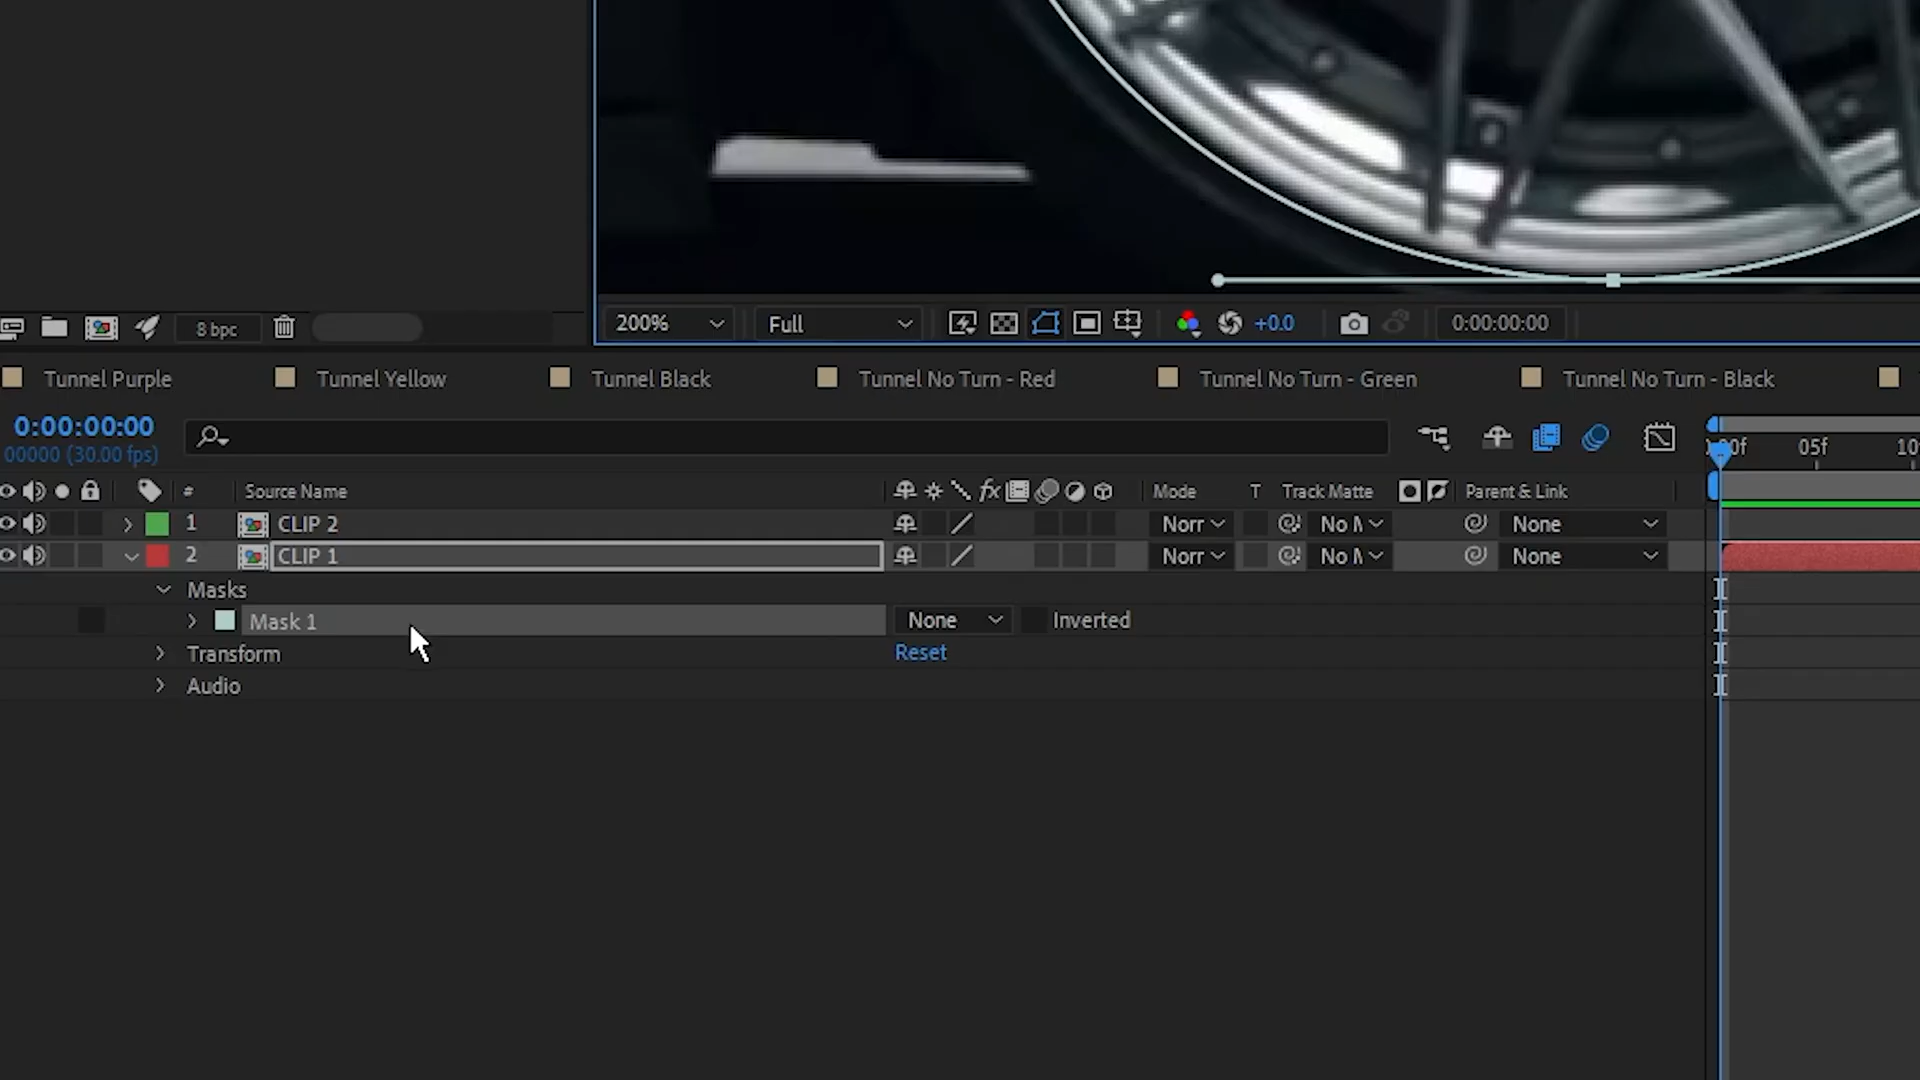 200% Full +0.0 0:00:00:00
8 bpc
Tunnel Purple Tunnel Yellow Tunnel Black Tunnel No Turn - Red Tunnel No Turn - Green Tunnel No Turn - Black
0:00:00:00
00000 (30.00 fps)
05f 10
# Source Name fx Mode T Track Matte Parent & Link
1 CLIP 2 Norr No M None
2 CLIP 1 Norr No M None
Masks
Mask 1 None Inverted
Transform Reset
Audio